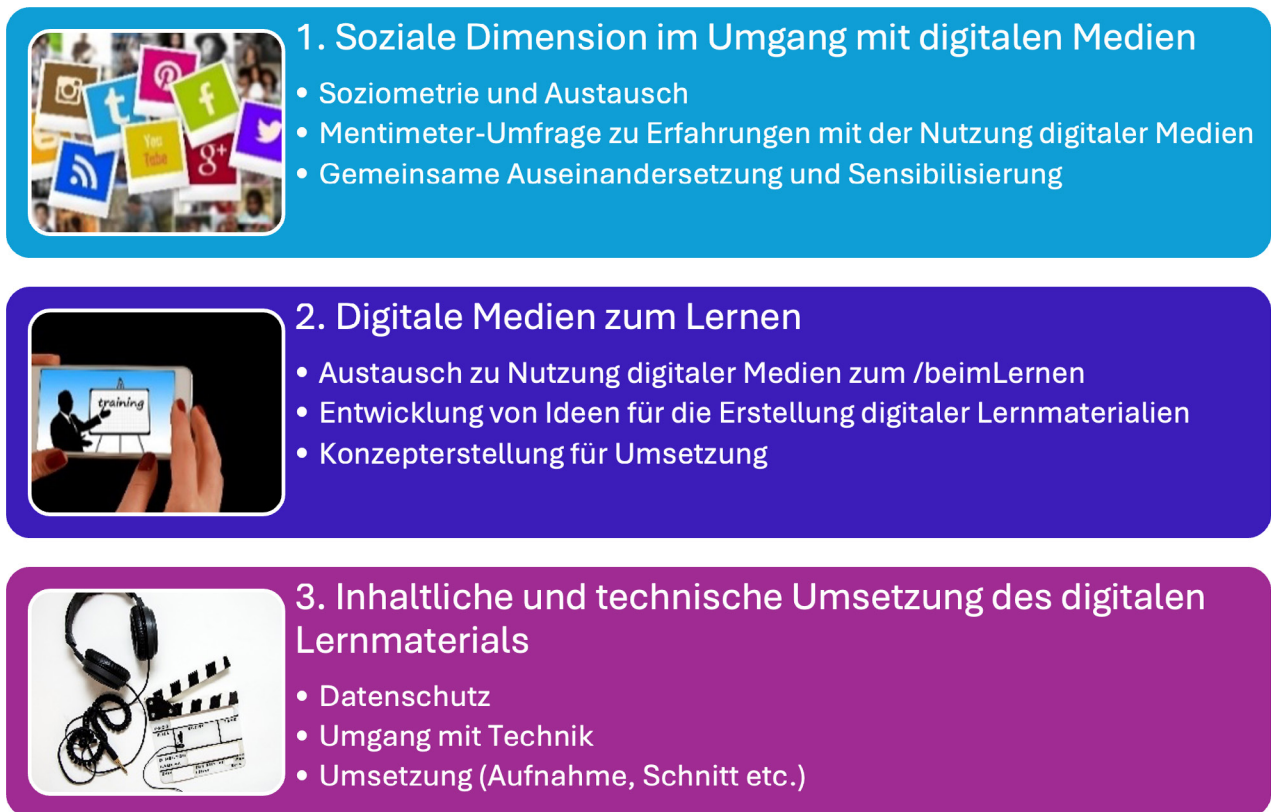 1. Soziale Dimension im Umgang mit digitalen Medien
• Soziometrie und Austausch
• Mentimeter-Umfrage zu Erfahrungen mit der Nutzung digitaler Medien
• Gemeinsame Auseinandersetzung und Sensibilisierung
You
Tube
g+
2. Digitale Medien zum Lernen
• Austausch zu Nutzung digitaler Medien zum /beimLernen
• Entwicklung von Ideen für die Erstellung digitaler Lernmaterialien
• Konzepterstellung für Umsetzung
training
3. Inhaltliche und technische Umsetzung des digitalen
Lernmaterials
• Datenschutz
• Umgang mit Technik
• Umsetzung (Aufnahme, Schnitt etc.)